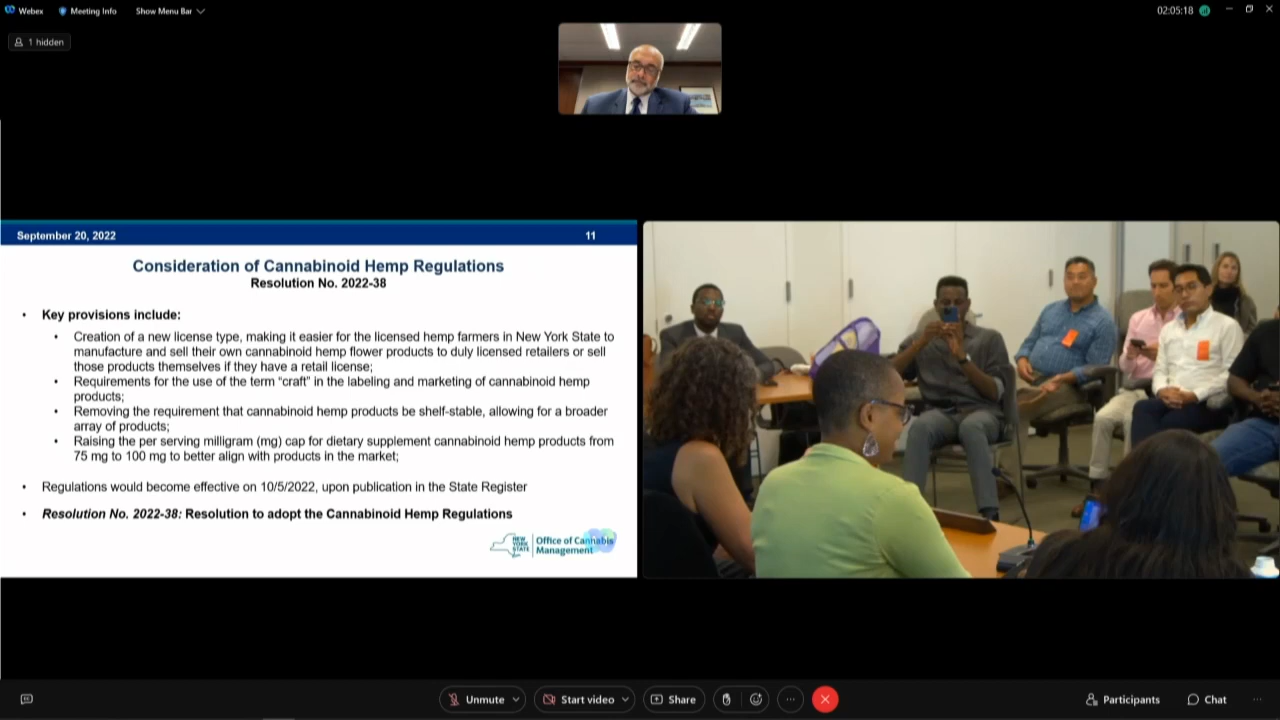 Webex
Meeting Info
Show Menu Bar
02:05:18
1 hidden
September 20, 2022
11
Consideration of Cannabinoid Hemp Regulations
Resolution No. 2022-38
• Key provisions include:
• Creation of a new license type, making it easier for the licensed hemp farmers in New York State to
manufacture and sell their own cannabinoid hemp flower products to duly licensed retailers or sell
those products themselves if they have a retail license;
• Requirements for the use of the term “craft” in the labeling and marketing of cannabinoid hemp
products;
• Removing the requirement that cannabinoid hemp products be shelf-stable, allowing for a broader
array of products;
• Raising the per serving milligram (mg) cap for dietary supplement cannabinoid hemp products from
75 mg to 100 mg to better align with products in the market;
• Regulations would become effective on 10/5/2022, upon publication in the State Register
• Resolution No. 2022-38: Resolution to adopt the Cannabinoid Hemp Regulations
NEW
YORK
STATE
Office of Cannabis
Management
Unmute
Start video
Share
Participants
Chat